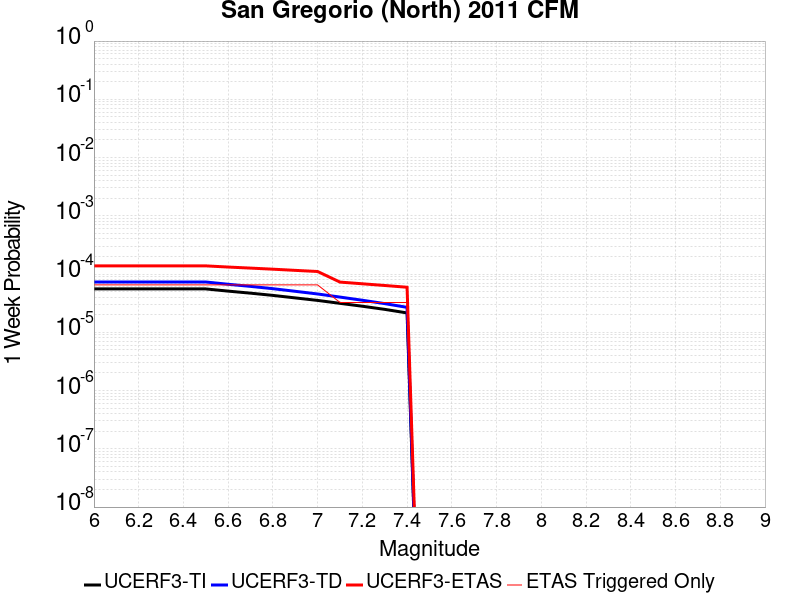 San Gregorio (North) 2011 CFM
10^0
10^-1
10^-2
10^-3
10^-4
10^-5
10^-6
10^-7
10^-8
1 Week Probability
6 6.2 6.4 6.6 6.8 7 7.2 7.4 7.6 7.8 8 8.2 8.4 8.6 8.8 9
Magnitude
UCERF3-TI UCERF3-TD UCERF3-ETAS ETAS Triggered Only